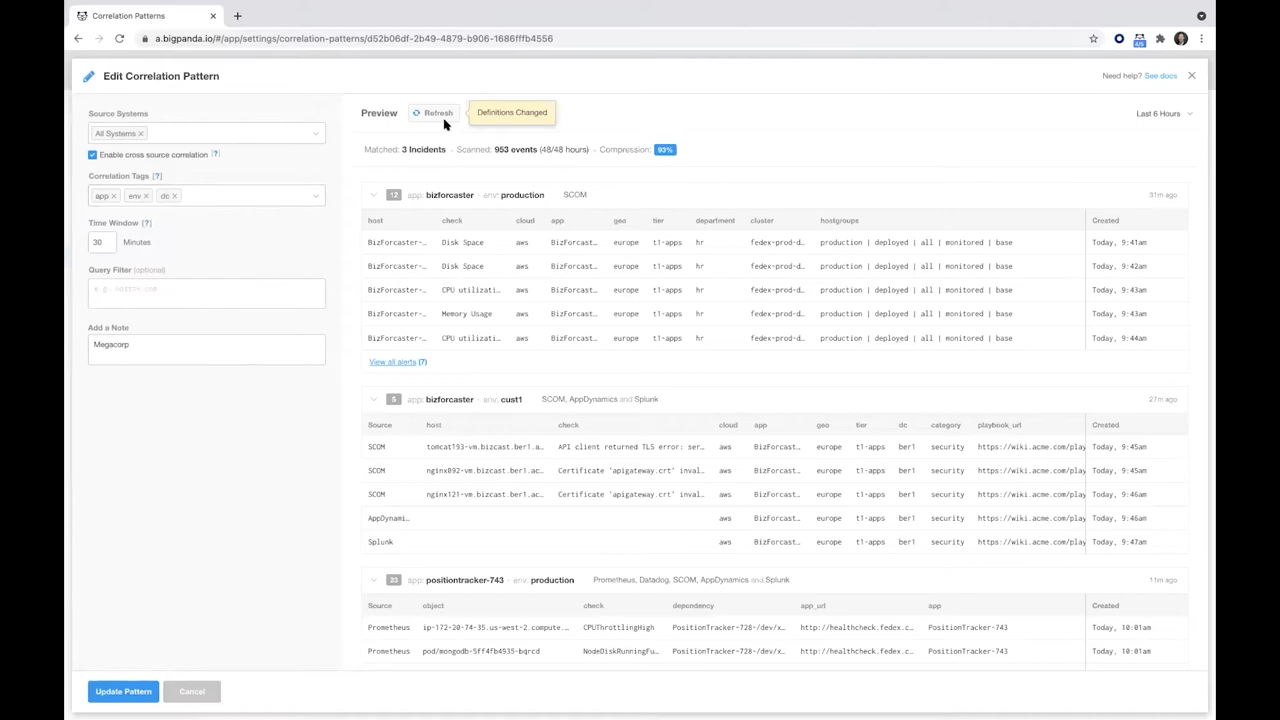 Correlation Patterns
a.bigpanda.io/#/app/settings/correlation-patterns/d52b06df-2b49-4879-b906-1686fffb4556
Edit Correlation Pattern
Need help? See docs
Source Systems
All Systems
Enable cross source correlation [?]
Correlation Tags [?]
app env dc
Time Window [?]
30 Minutes
Query Filter (optional)
Add a Note
Megacorp
Preview Refresh Definitions Changed Last 6 Hours
Matched: 3 Incidents Scanned: 953 events (48/48 hours) Compression: 93%
12 app: bizforcaster env: production SCOM 31m ago
host check cloud app geo tier department cluster hostgroups Created
BizForcaster-… Disk Space aws BizForcast… europe t1-apps hr fedex-prod-d… production | deployed | all | monitored | base Today, 9:41am
BizForcaster-… Disk Space aws BizForcast… europe t1-apps hr fedex-prod-d… production | deployed | all | monitored | base Today, 9:42am
BizForcaster-… CPU utilizati… aws BizForcast… europe t1-apps hr fedex-prod-d… production | deployed | all | monitored | base Today, 9:43am
BizForcaster-… Memory Usage aws BizForcast… europe t1-apps hr fedex-prod-d… production | deployed | all | monitored | base Today, 9:43am
BizForcaster-… CPU utilizati… aws BizForcast… europe t1-apps hr fedex-prod-d… production | deployed | all | monitored | base Today, 9:44am
View all alerts (7)
5 app: bizforcaster env: cust1 SCOM, AppDynamics and Splunk 27m ago
Source host check cloud app geo tier dc category playbook_url Created
SCOM tomcat193-vm.bizcast.ber1.a… API client returned TLS error: ser… aws BizForcast… europe t1-apps ber1 security https://wiki.acme.com/play Today, 9:45am
SCOM nginx092-vm.bizcast.ber1.ac… Certificate 'apigateway.crt' inval… aws BizForcast… europe t1-apps ber1 security https://wiki.acme.com/play Today, 9:45am
SCOM nginx121-vm.bizcast.ber1.ac… Certificate 'apigateway.crt' inval… aws BizForcast… europe t1-apps ber1 security https://wiki.acme.com/play Today, 9:46am
AppDynami… aws BizForcast… europe t1-apps ber1 security https://wiki.acme.com/play Today, 9:46am
Splunk aws BizForcast… europe t1-apps ber1 security https://wiki.acme.com/play Today, 9:47am
app: positiontracker-743 env: production Prometheus, Datadog, SCOM, AppDynamics and Splunk 11m ago
Source object check dependency app_url app Created
Prometheus ip-172-20-74-35.us-west-2.compute.… CPUThrottlingHigh PositionTracker-728-/dev/x… http://healthcheck.fedex.c… PositionTracker-743 Today, 10:01am
Prometheus pod/mongodb-5ff4fb4935-bqrcd NodeDiskRunningFu… PositionTracker-728-/dev/x… http://healthcheck.fedex.c… PositionTracker-743 Today, 10:01am
Update Pattern Cancel